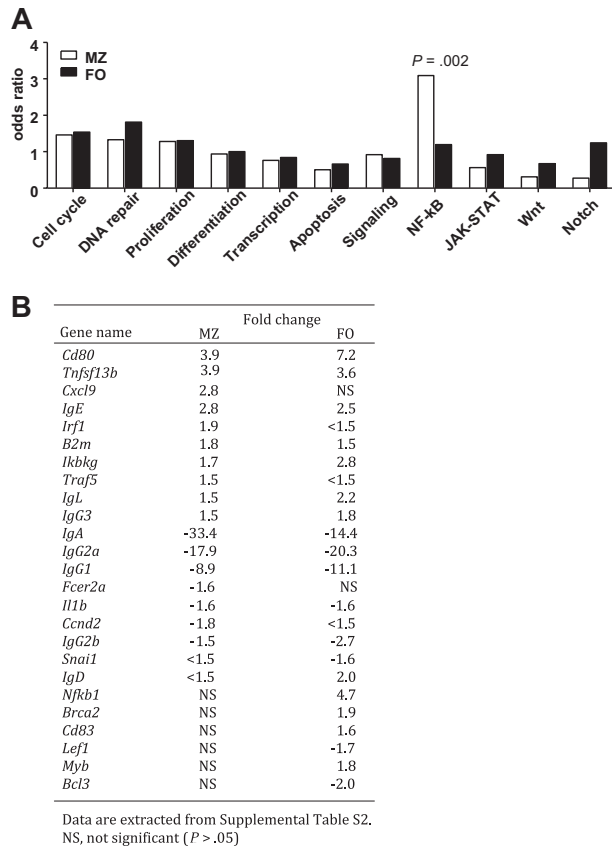 A
odds ratio
4
3
2
1
0
MZ
FO
P = .002
Cell cycle
DNA repair
Proliferation
Differentiation
Transcription
Apoptosis
Signaling
NF-kB
JAK-STAT
Wnt
Notch
B
Fold change
Gene name MZ FO
Cd80 3.9 7.2
Tnfsf13b 3.9 3.6
Cxcl9 2.8 NS
IgE 2.8 2.5
Irf1 1.9 <1.5
B2m 1.8 1.5
Ikbkg 1.7 2.8
Traf5 1.5 <1.5
IgL 1.5 2.2
IgG3 1.5 1.8
IgA -33.4 -14.4
IgG2a -17.9 -20.3
IgG1 -8.9 -11.1
Fcer2a -1.6 NS
Il1b -1.6 -1.6
Ccnd2 -1.8 <1.5
IgG2b -1.5 -2.7
Snai1 <1.5 -1.6
IgD <1.5 2.0
Nfkb1 NS 4.7
Brca2 NS 1.9
Cd83 NS 1.6
Lef1 NS -1.7
Myb NS 1.8
Bcl3 NS -2.0
Data are extracted from Supplemental Table S2.
NS, not significant (P >.05)